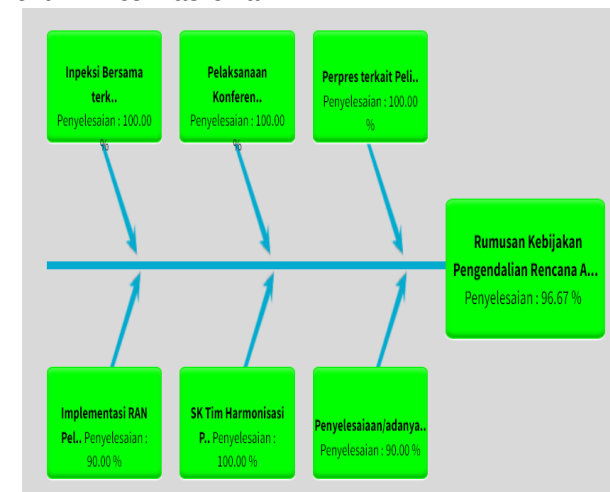 Inpeksi Bersama
terk..
Penyelesaian : 100.00
%
Pelaksanaan
Konferen..
Penyelesaian : 100.00
%
Perpres terkait Peli..
Penyelesaian : 100.00
%
Rumusan Kebijakan
Pengendalian Rencana A...
Penyelesaian : 96.67 %
Implementasi RAN
Pel.. Penyelesaian :
90.00 %
SK Tim Harmonisasi
P.. Penyelesaian :
100.00 %
Penyelesaiaan/adanya..
Penyelesaian : 90.00 %